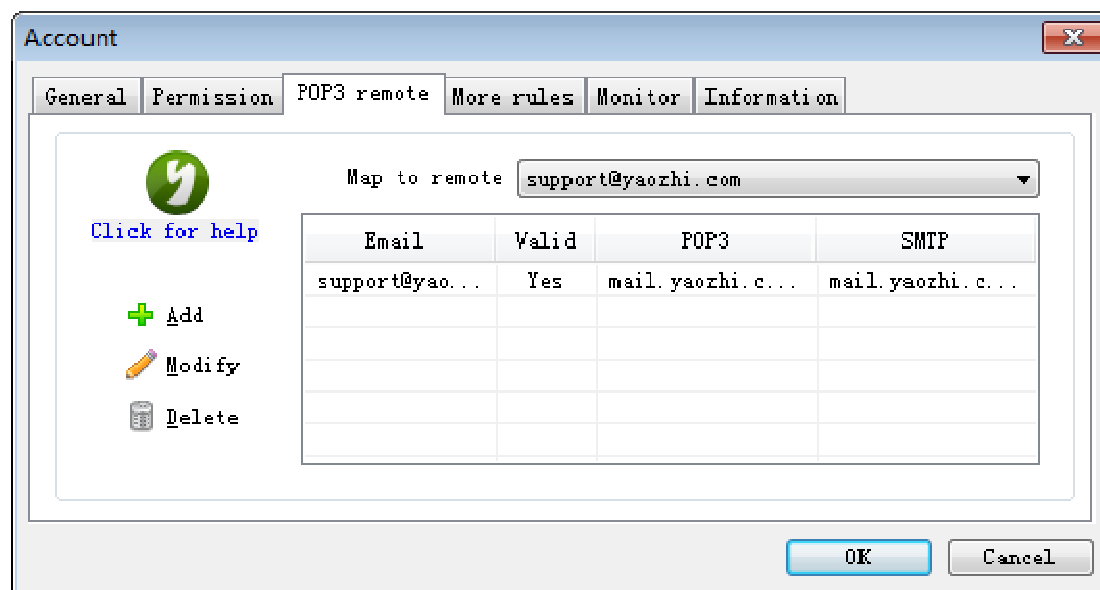 Account
General Permission POP3 remote More rules Monitor Information
Map to remote support@yaozhi.com
Click for help
Email Valid POP3 SMTP
support@yao... Yes mail.yaozhi.c... mail.yaozhi.c...
Add
Modify
Delete
OK Cancel